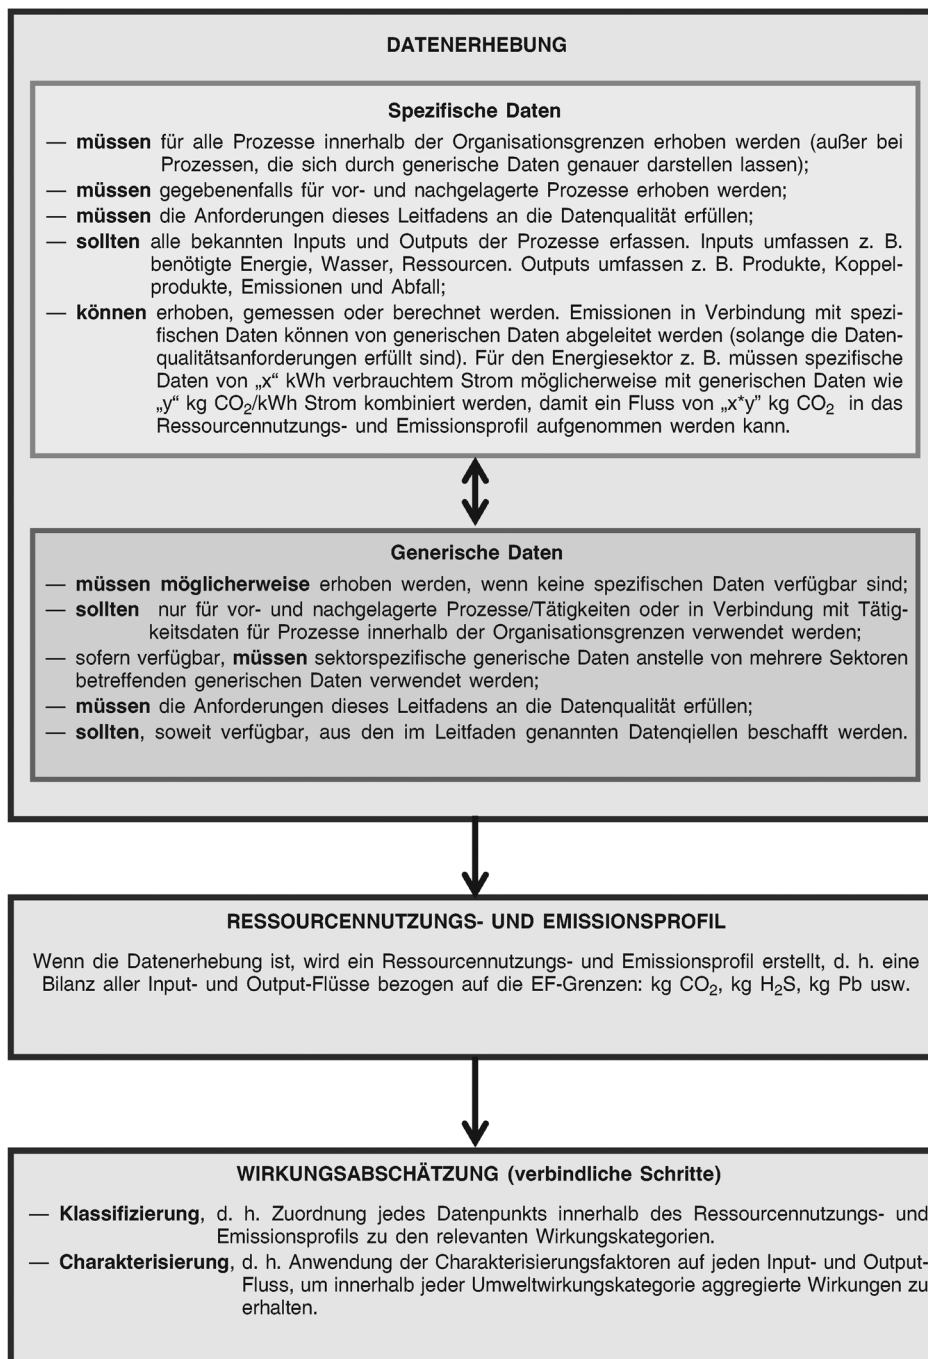 DATENERHEBUNG
Spezifische Daten
— müssen für alle Prozesse innerhalb der Organisationsgrenzen erhoben werden (außer bei
Prozessen, die sich durch generische Daten genauer darstellen lassen);
— müssen gegebenenfalls für vor- und nachgelagerte Prozesse erhoben werden;
— müssen die Anforderungen dieses Leitfadens an die Datenqualität erfüllen;
— sollten alle bekannten Inputs und Outputs der Prozesse erfassen. Inputs umfassen z. B.
benötigte Energie, Wasser, Ressourcen. Outputs umfassen z. B. Produkte, Koppel-
produkte, Emissionen und Abfall;
— können erhoben, gemessen oder berechnet werden. Emissionen in Verbindung mit spezi-
fischen Daten können von generischen Daten abgeleitet werden (solange die Daten-
qualitätsanforderungen erfüllt sind). Für den Energiesektor z. B. müssen spezifische
Daten von „x“ kWh verbrauchtem Strom möglicherweise mit generischen Daten wie
„y“ kg CO₂/kWh Strom kombiniert werden, damit ein Fluss von „x*y” kg CO₂ in das
Ressourcennutzungs- und Emissionsprofil aufgenommen werden kann.
Generische Daten
— müssen möglicherweise erhoben werden, wenn keine spezifischen Daten verfügbar sind;
— sollten nur für vor- und nachgelagerte Prozesse/Tätigkeiten oder in Verbindung mit Tätig-
keitsdaten für Prozesse innerhalb der Organisationsgrenzen verwendet werden;
— sofern verfügbar, müssen sektorspezifische generische Daten anstelle von mehrere Sektoren
betreffenden generischen Daten verwendet werden;
— müssen die Anforderungen dieses Leitfadens an die Datenqualität erfüllen;
— sollten, soweit verfügbar, aus den im Leitfaden genannten Datenqiellen beschafft werden.
RESSOURCENNUTZUNGS- UND EMISSIONSPROFIL
Wenn die Datenerhebung ist, wird ein Ressourcennutzungs- und Emissionsprofil erstellt, d. h. eine
Bilanz aller Input- und Output-Flüsse bezogen auf die EF-Grenzen: kg CO₂, kg H₂S, kg Pb usw.
WIRKUNGSABSCHÄTZUNG (verbindliche Schritte)
— Klassifizierung, d. h. Zuordnung jedes Datenpunkts innerhalb des Ressourcennutzungs- und
Emissionsprofils zu den relevanten Wirkungskategorien.
— Charakterisierung, d. h. Anwendung der Charakterisierungsfaktoren auf jeden Input- und Output-
Fluss, um innerhalb jeder Umweltwirkungskategorie aggregierte Wirkungen zu
erhalten.